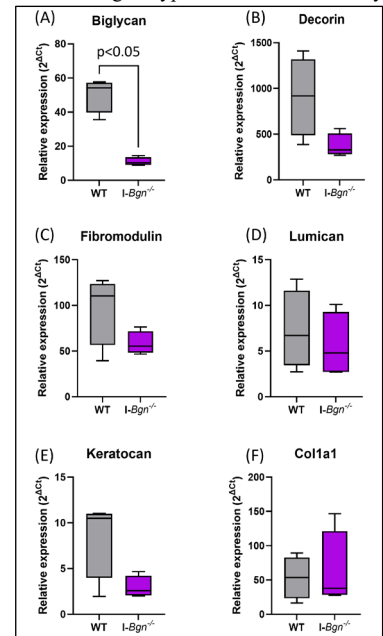 (A) Biglycan
Relative expression (2^ΔCt)
80
60
40
20
0
p<0.05
WT I-Bgn-/-
(B) Decorin
Relative expression (2^ΔCt)
1500
1000
500
0
WT I-Bgn-/-
(C) Fibromodulin
Relative expression (2^ΔCt)
150
100
50
0
WT I-Bgn-/-
(D) Lumican
Relative expression (2^ΔCt)
15
10
5
0
WT I-Bgn-/-
(E) Keratocan
Relative expression (2^ΔCt)
15
10
5
0
WT I-Bgn-/-
(F) Col1a1
Relative expression (2^ΔCt)
200
150
100
50
0
WT I-Bgn-/-